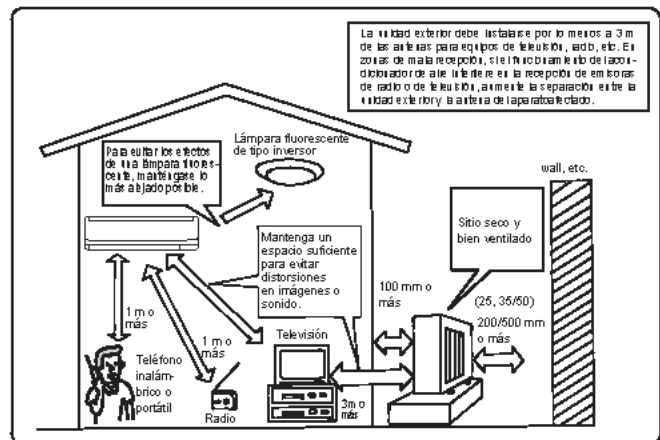 La unidad exterior debe instalarse por lo menos a 3 m
de las antenas para equipos de televisión, radio, etc. En
zonas de mala recepción, si el funcionamiento del acon-
dicionador de aire interfiere en la recepción de emisoras
de radio o de televisión, aumente la separación entre la
unidad exterior y la antena del aparato afectado.
Lámpara fluorescente
de tipo inversor
Para evitar los efectos
de una lámpara fluores-
cente, manténgase lo
más alejado posible.
wall, etc.
Sitio seco y
bien ventilado
Mantenga un
espacio suficiente
para evitar
distorsiones
en imágenes o
sonido.
100 mm o
más
(25, 35/50)
200/500 mm
o más
1 m o
más
1 m o
más
Televisión
Teléfono
inalám-
brico o
portátil
Radio
3m o
más